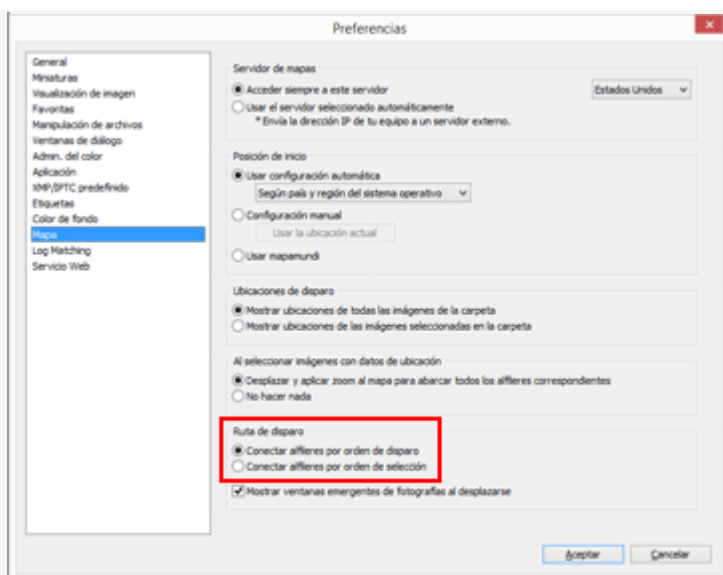 Preferencias
General
Miniaturas
Visualización de imagen
Favoritas
Manipulación de archivos
Ventanas de diálogo
Admin. del color
Aplicación
XMP/IPTC predefinido
Etiquetas
Color de fondo
Mapa
Log Matching
Servicio Web
Servidor de mapas
Acceder siempre a este servidor
Estados Unidos
Usar el servidor seleccionado automáticamente
*Envía la dirección IP de tu equipo a un servidor externo.
Posición de inicio
Usar configuración automática
Según país y región del sistema operativo
Configuración manual
Usar la ubicación actual
Usar mapamundi
Ubicaciones de disparo
Mostrar ubicaciones de todas las imágenes de la carpeta
Mostrar ubicaciones de las imágenes seleccionadas en la carpeta
Al seleccionar imágenes con datos de ubicación
Desplazar y aplicar zoom al mapa para abarcar todos los alfileres correspondientes
No hacer nada
Ruta de disparo
Conectar alfileres por orden de disparo
Conectar alfileres por orden de selección
Mostrar ventanas emergentes de fotografías al desplazarse
Aceptar
Cancelar